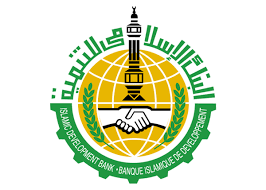 البنك الإسلامي للتنمية
ISLAMIC DEVELOPMENT BANK • BANQUE ISLAMIQUE DE DEVELOPPEMENT